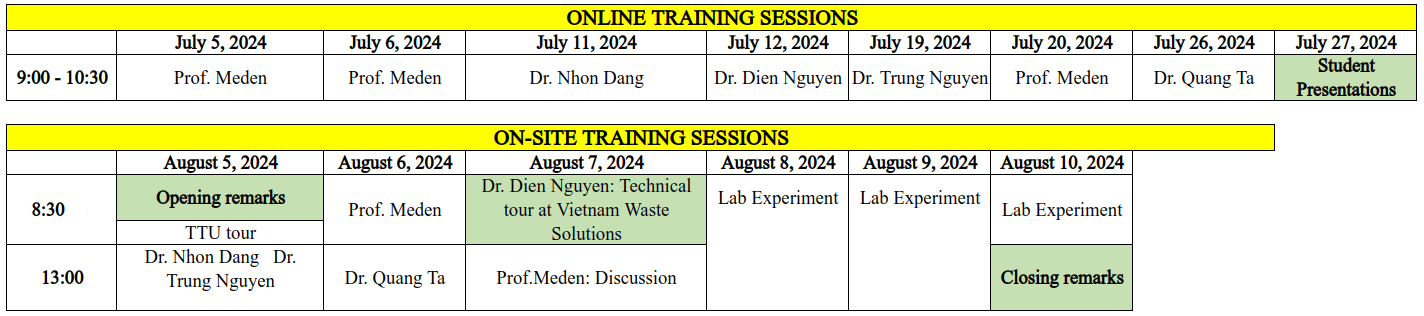 ONLINE TRAINING SESSIONS
July 5, 2024 July 6, 2024 July 11, 2024 July 12, 2024 July 19, 2024 July 20, 2024 July 26, 2024 July 27, 2024
9:00 - 10:30 Prof. Meden Prof. Meden Dr. Nhon Dang Dr. Dien Nguyen Dr. Trung Nguyen Prof. Meden Dr. Quang Ta Student
Presentations
ON-SITE TRAINING SESSIONS
August 5, 2024 August 6, 2024 August 7, 2024 August 8, 2024 August 9, 2024 August 10, 2024
8:30
Opening remarks
TTU tour
Prof. Meden
Dr. Dien Nguyen: Technical
tour at Vietnam Waste
Solutions
Lab Experiment
Lab Experiment
Lab Experiment
13:00
Dr. Nhon Dang Dr.
Trung Nguyen
Dr. Quang Ta
Prof.Meden: Discussion
Closing remarks